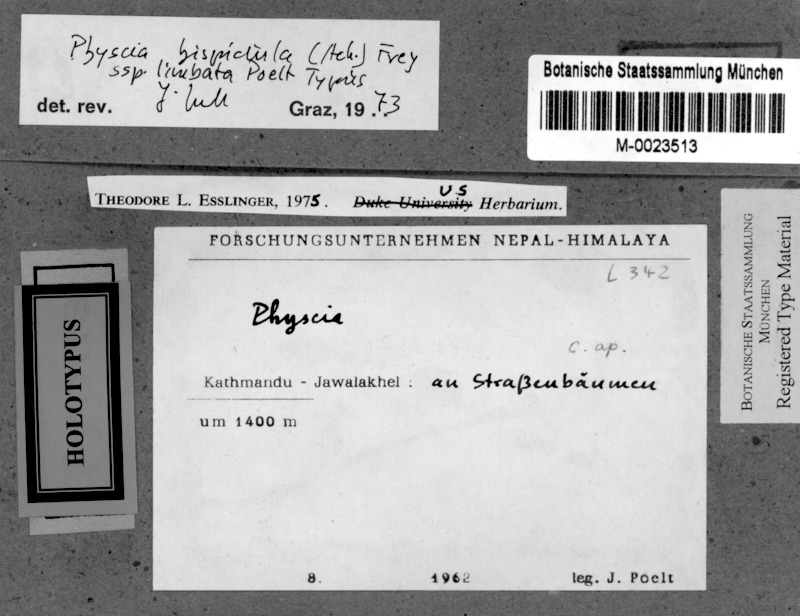 Physcia hispidula (Ach.) Frey
ssp. limbata Poelt Typus
det. rev.
Graz, 19.73
Botanische Staatssammlung München
M-0023513
THEODORE L. ESSLINGER, 1975. Duke University US Herbarium.
FORSCHUNGSUNTERNEHMEN NEPAL-HIMALAYA
L 342
Physcia
c. ap.
Kathmandu - Jawalakhel : an Straßenbäumen
um 1400 m
8. 1962 leg. J. Poelt
HOLOTYPUS
BOTANISCHE STAATSSAMMLUNG
MÜNCHEN
Registered Type Material